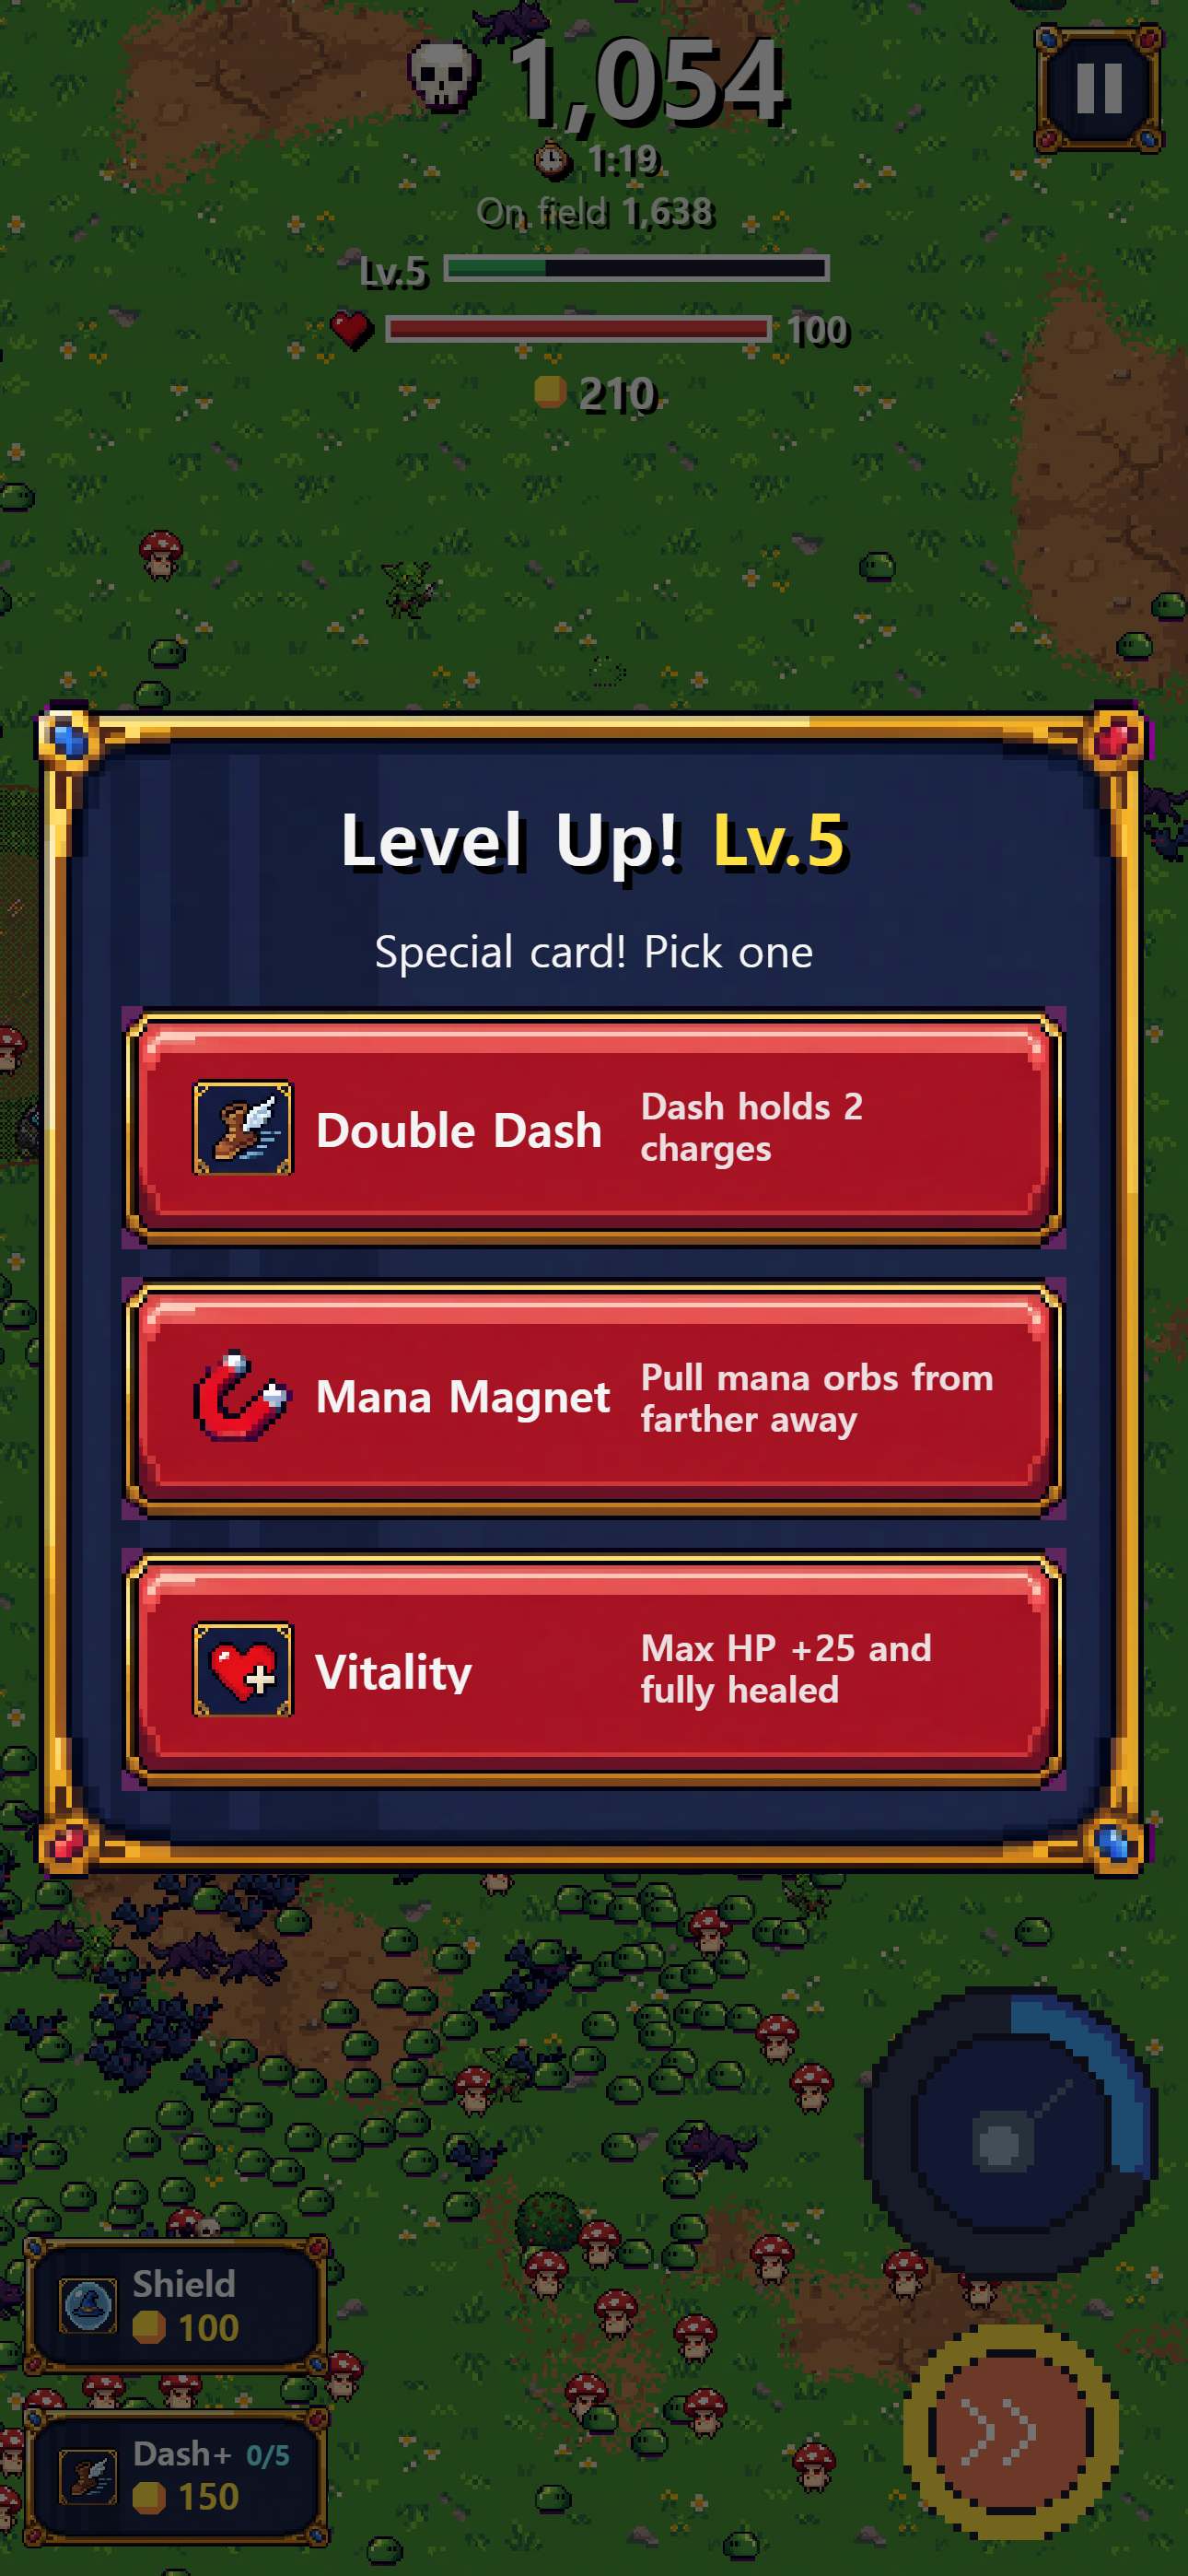 1,054
1:19
On field 1,638
Lv.5
100
210
Level Up! Lv.5
Special card! Pick one
Double Dash
Dash holds 2
charges
Mana Magnet
Pull mana orbs from
farther away
Vitality
Max HP +25 and
fully healed
Shield
100
Dash+ 0/5
150